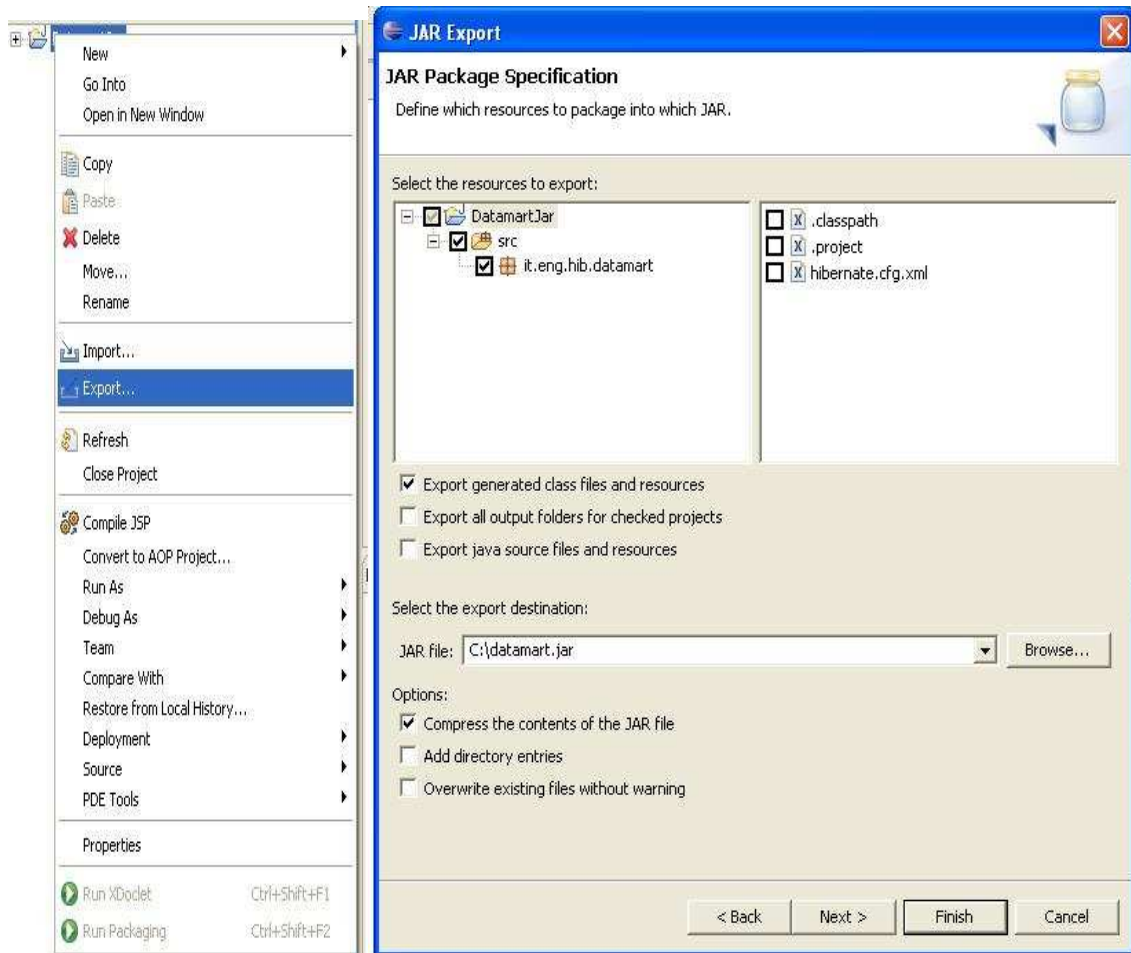 New
Go Into
Open in New Window
Copy
Paste
Delete
Move...
Rename
Import...
Export...
Refresh
Close Project
Compile JSP
Convert to AOP Project...
Run As
Debug As
Team
Compare With
Restore from Local History...
Deployment
Source
PDE Tools
Properties
Run XDoclet Ctrl+Shift+F1
Run Packaging Ctrl+Shift+F2
JAR Export
JAR Package Specification
Define which resources to package into which JAR.
Select the resources to export:
DatamartJar
src
it.eng.hib.datamart
.classpath
.project
hibernate.cfg.xml
Export generated class files and resources
Export all output folders for checked projects
Export java source files and resources
Select the export destination:
JAR file: C:\datamart.jar Browse...
Options:
Compress the contents of the JAR file
Add directory entries
Overwrite existing files without warning
< Back Next > Finish Cancel